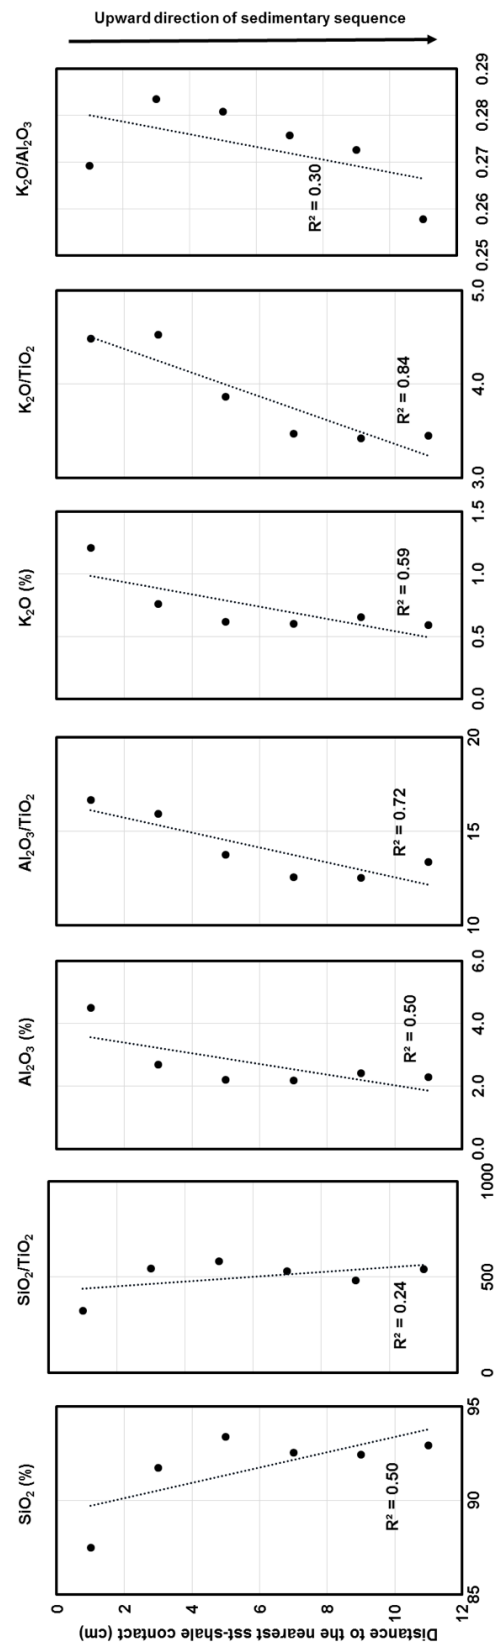 Distance to the nearest sst-shale contact (cm)
0
2
4
6
8
10
12
SiO₂ (%)
R² = 0.50
85 90 95
SiO₂/TiO₂
R² = 0.24
0 500 1000
Al₂O₃ (%)
R² = 0.50
0.0 2.0 4.0 6.0
Al₂O₃/TiO₂
R² = 0.72
10 15 20
K₂O (%)
R² = 0.59
0.0 0.5 1.0 1.5
K₂O/TiO₂
R² = 0.84
3.0 4.0 5.0
K₂O/Al₂O₃
R² = 0.30
0.25 0.26 0.27 0.28 0.29
Upward direction of sedimentary sequence